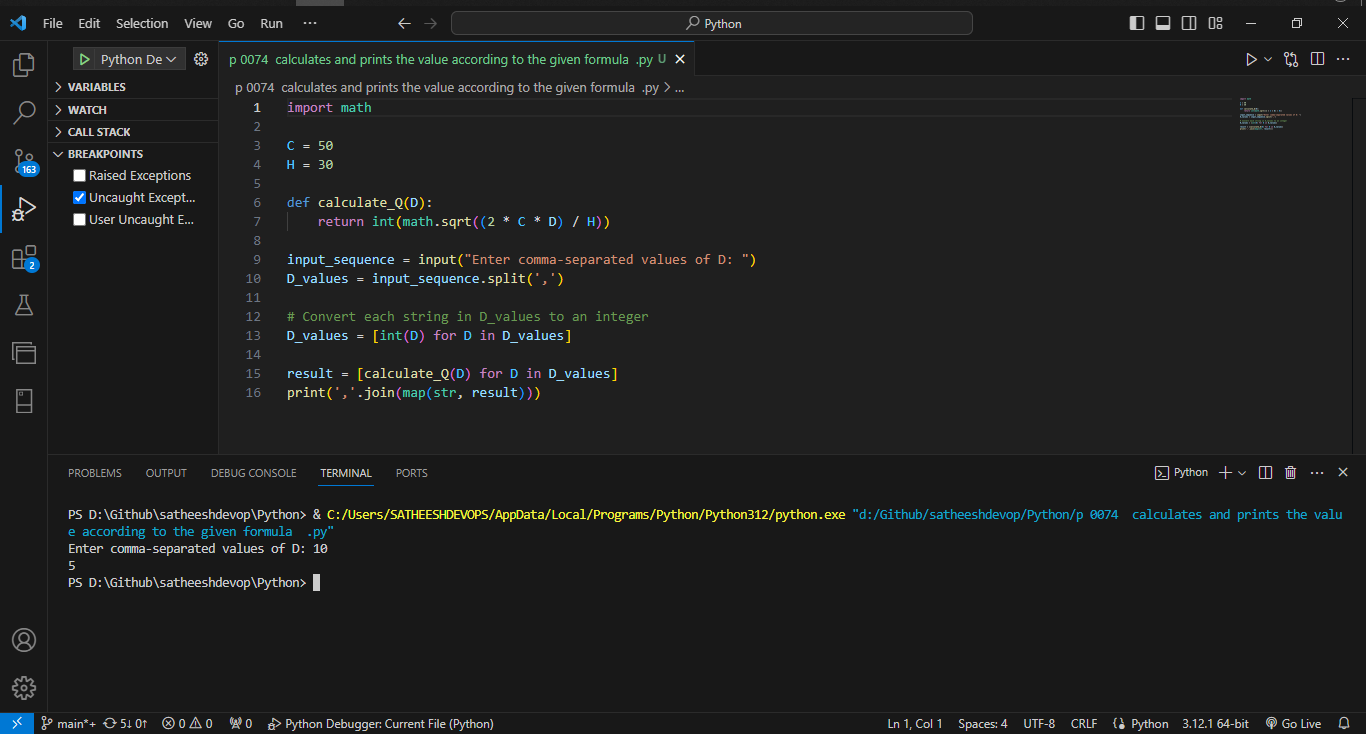 File Edit Selection View Go Run ···
Python
Python De
p 0074 calculates and prints the value according to the given formula .py U
p 0074 calculates and prints the value according to the given formula .py > ...
VARIABLES
WATCH
CALL STACK
BREAKPOINTS
Raised Exceptions
Uncaught Except...
User Uncaught E...
163
2
1 import math
2
3 C = 50
4 H = 30
5
6 def calculate_Q(D):
7     return int(math.sqrt((2 * C * D) / H))
8
9 input_sequence = input("Enter comma-separated values of D: ")
10 D_values = input_sequence.split(',')
11
12 # Convert each string in D_values to an integer
13 D_values = [int(D) for D in D_values]
14
15 result = [calculate_Q(D) for D in D_values]
16 print(','.join(map(str, result)))
PROBLEMS OUTPUT DEBUG CONSOLE TERMINAL PORTS
Python
PS D:\Github\satheeshdevop\Python> & C:/Users/SATHEESHDEVOPS/AppData/Local/Programs/Python/Python312/python.exe "d:/Github/satheeshdevop/Python/p 0074  calculates and prints the valu
e according to the given formula  .py"
Enter comma-separated values of D: 10
5
PS D:\Github\satheeshdevop\Python>
main*+ 5↓ 0↑ 0 0 0 Python Debugger: Current File (Python)
Ln 1, Col 1 Spaces: 4 UTF-8 CRLF Python 3.12.1 64-bit Go Live